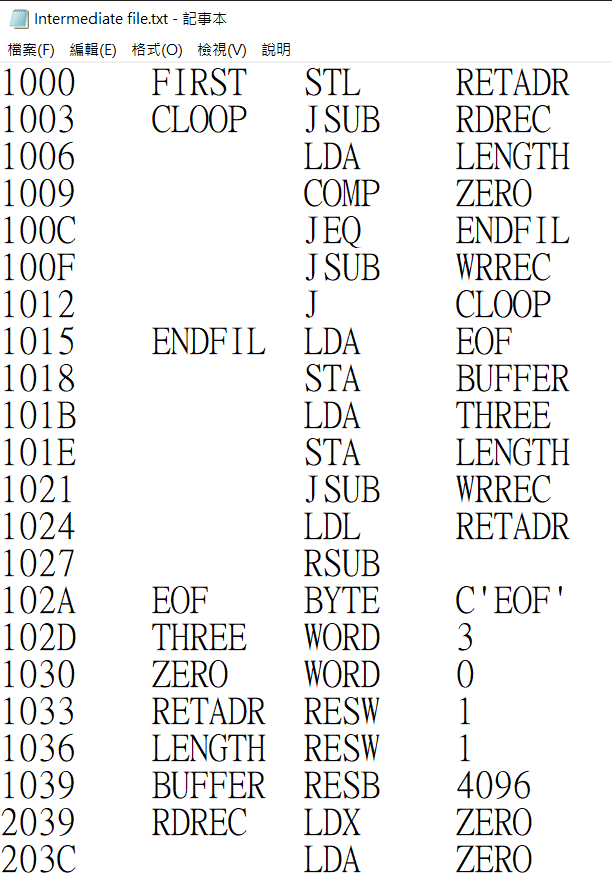 Intermediate file.txt - 記事本
檔案(F) 編輯(E) 格式(O) 檢視(V) 說明
1000 FIRST STL RETADR
1003 CLOOP JSUB RDREC
1006 LDA LENGTH
1009 COMP ZERO
100C JEQ ENDFIL
100F JSUB WRREC
1012 J CLOOP
1015 ENDFIL LDA EOF
1018 STA BUFFER
101B LDA THREE
101E STA LENGTH
1021 JSUB WRREC
1024 LDL RETADR
1027 RSUB
102A EOF BYTE C'EOF'
102D THREE WORD 3
1030 ZERO WORD 0
1033 RETADR RESW 1
1036 LENGTH RESW 1
1039 BUFFER RESB 4096
2039 RDREC LDX ZERO
203C LDA ZERO